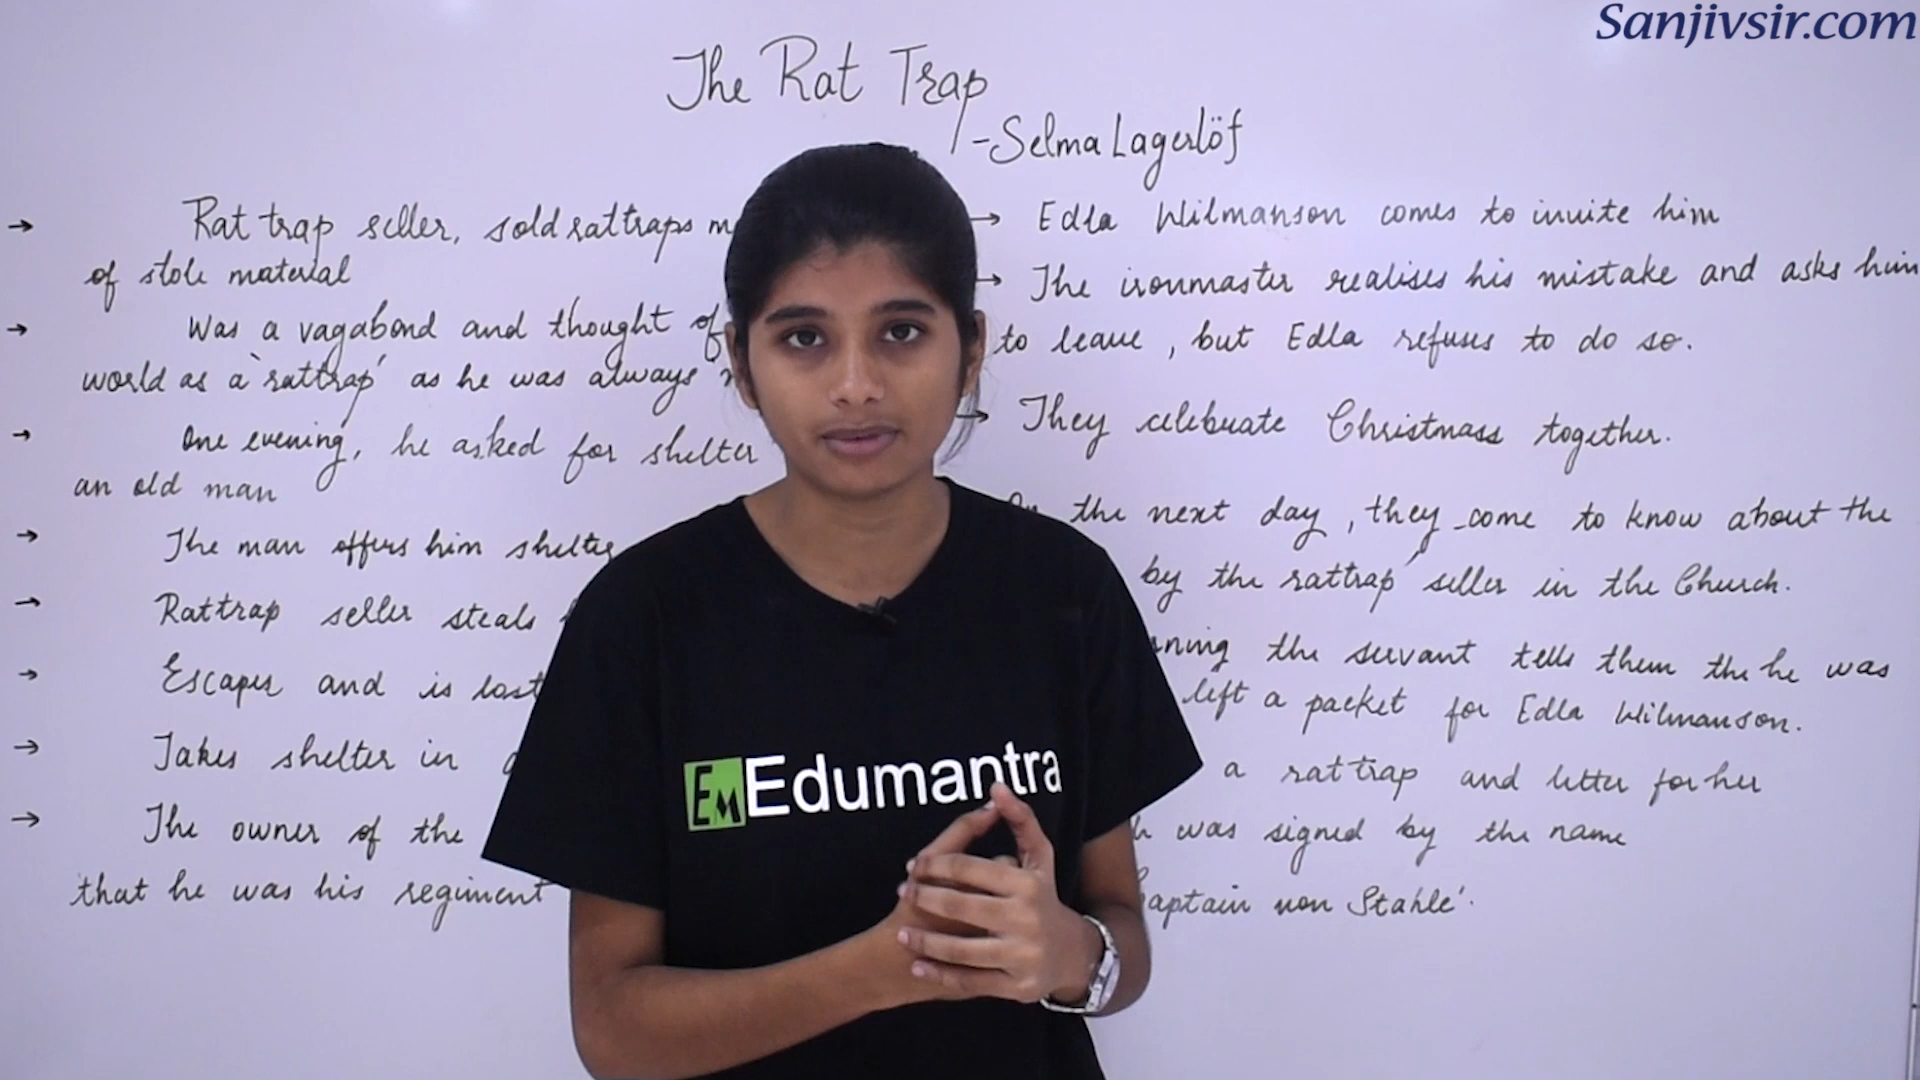 Sanjivsir.com
The Rat Trap
-Selma Lagerlöf
→ Rat trap seller, sold rattraps m
of stole material
→ Was a vagabond and thought of
world as a 'rattrap' as he was always
→ One evening, he asked for shelter
an old man
→ The man offers him shelter
→ Rattrap seller steals
→ Escapes and is lost
→ Takes shelter in
→ The owner of the
that he was his regiment
→ Edla Wilmanson comes to invite him
→ The ironmaster realises his mistake and asks him
to leave, but Edla refuses to do so.
→ They celebuate Christmass together.
the next day, they come to know about the
by the rattrap seller in the Church.
rning the servant tells them the he was
left a packet for Edla Wilmanson.
a rattrap and letter for her
h was signed by the name
aptain von Stahle'.
EM Edumantra